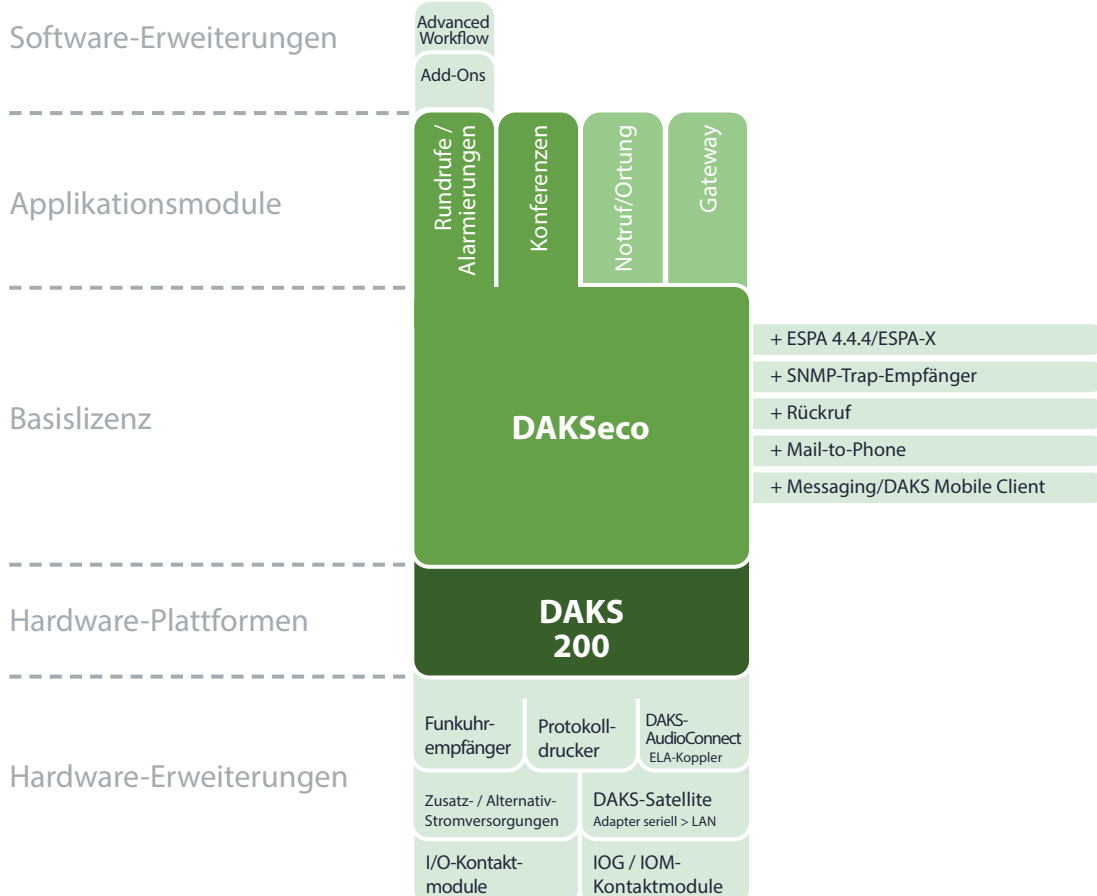 Software-Erweiterungen
Advanced
Workflow
Add-Ons
Applikationsmodule
Rundrufe /
Alarmierungen
Konferenzen
Notruf/Ortung
Gateway
Basislizenz
DAKSeco
+ ESPA 4.4.4/ESPA-X
+ SNMP-Trap-Empfänger
+ Rückruf
+ Mail-to-Phone
+ Messaging/DAKS Mobile Client
Hardware-Plattformen
DAKS
200
Hardware-Erweiterungen
Funkuhr-
empfänger
Protokoll-
drucker
DAKS-
AudioConnect
ELA-Koppler
Zusatz- / Alternativ-
Stromversorgungen
DAKS-Satellite
Adapter seriell > LAN
I/O-Kontakt-
module
IOG / IOM-
Kontaktmodule